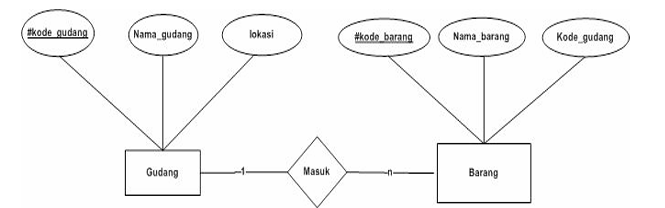 #kode_gudang
Nama_gudang
lokasi
#kode_barang
Nama_barang
Kode_gudang
Gudang
1
Masuk
n
Barang